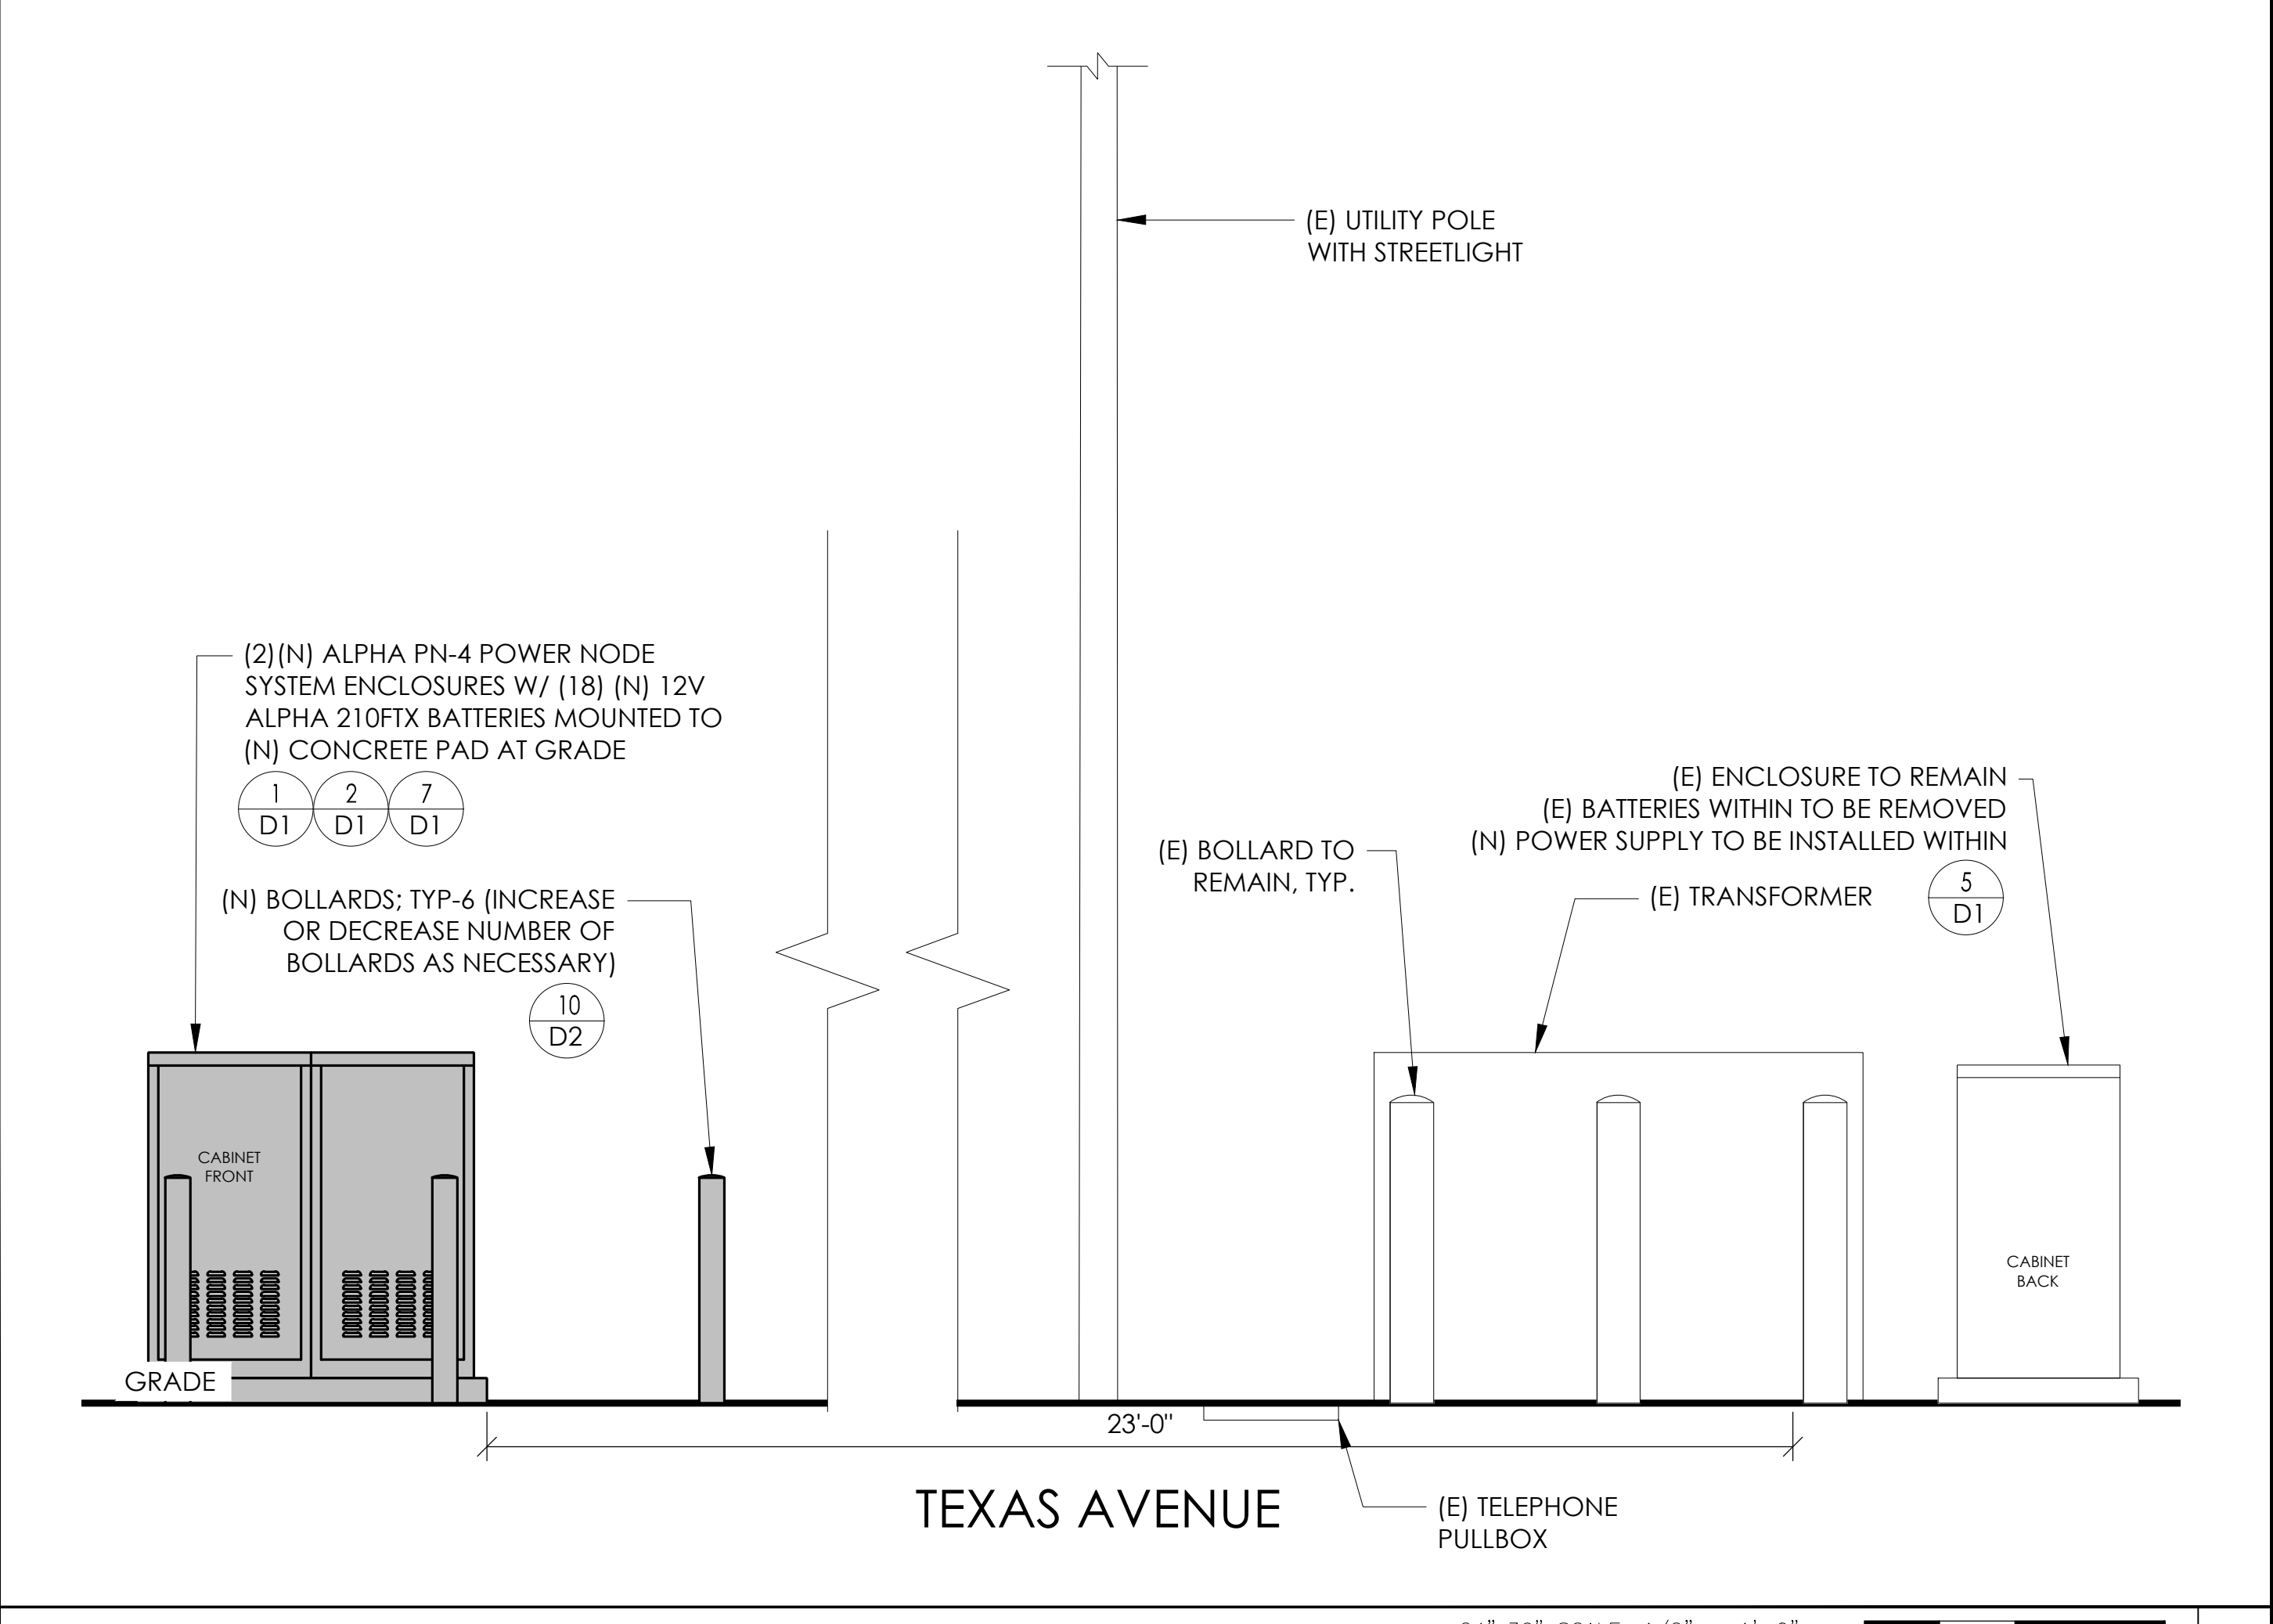 (E) UTILITY POLE
WITH STREETLIGHT
(2)(N) ALPHA PN-4 POWER NODE
SYSTEM ENCLOSURES W/ (18) (N) 12V
ALPHA 210FTX BATTERIES MOUNTED TO
(N) CONCRETE PAD AT GRADE
1
D1
2
D1
7
D1
(N) BOLLARDS; TYP-6 (INCREASE
OR DECREASE NUMBER OF
BOLLARDS AS NECESSARY)
10
D2
(E) ENCLOSURE TO REMAIN
(E) BATTERIES WITHIN TO BE REMOVED
(N) POWER SUPPLY TO BE INSTALLED WITHIN
5
D1
(E) BOLLARD TO
REMAIN, TYP.
(E) TRANSFORMER
CABINET
FRONT
CABINET
BACK
GRADE
23'-0"
TEXAS AVENUE
(E) TELEPHONE
PULLBOX